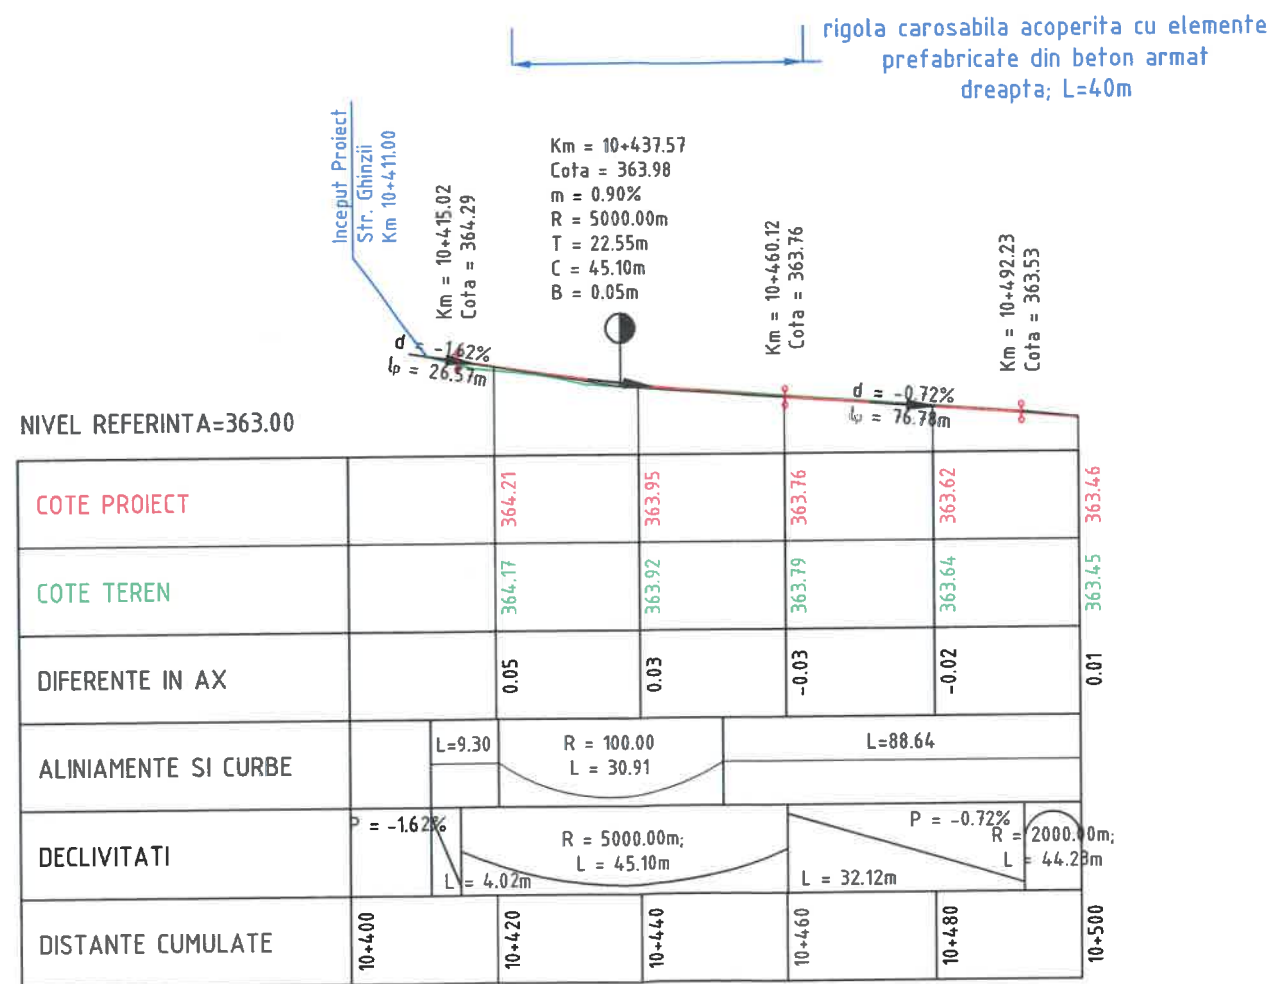 rigola carosabila acoperita cu elemente
prefabricate din beton armat
dreapta; L=40m
Inceput Proiect
Str. Ghinzii
Km 10+411.00
Km = 10+415.02
Cota = 364.29
Km = 10+437.57
Cota = 363.98
m = 0.90%
R = 5000.00m
T = 22.55m
C = 45.10m
B = 0.05m
Km = 10+460.12
Cota = 363.76
Km = 10+492.23
Cota = 363.53
d = -1.62%
lp = 26.57m
d = -0.72%
lp = 76.78m
NIVEL REFERINTA=363.00
COTE PROIECT
364.21
363.95
363.76
363.62
363.46
COTE TEREN
364.17
363.92
363.79
363.64
363.45
DIFERENTE IN AX
0.05
0.03
-0.03
-0.02
0.01
ALINIAMENTE SI CURBE
L=9.30
R = 100.00
L = 30.91
L=88.64
DECLIVITATI
P = -1.62%
L = 4.02m
R = 5000.00m;
L = 45.10m
P = -0.72%
L = 32.12m
R = 2000.00m;
L = 44.23m
DISTANTE CUMULATE
10+400
10+420
10+440
10+460
10+480
10+500